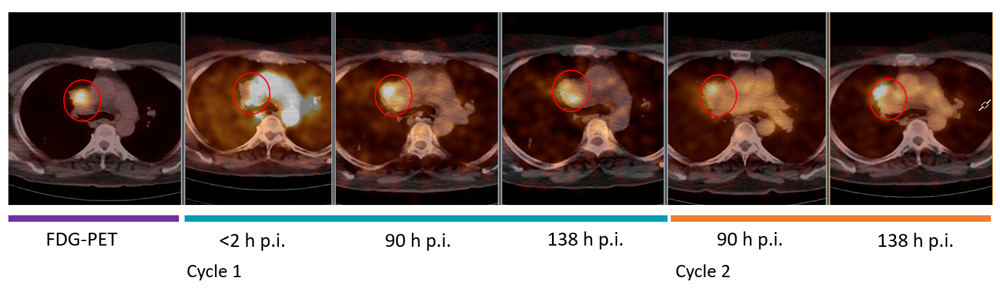 FDG-PET <2 h p.i. 90 h p.i. 138 h p.i. 90 h p.i. 138 h p.i.
Cycle 1 Cycle 2